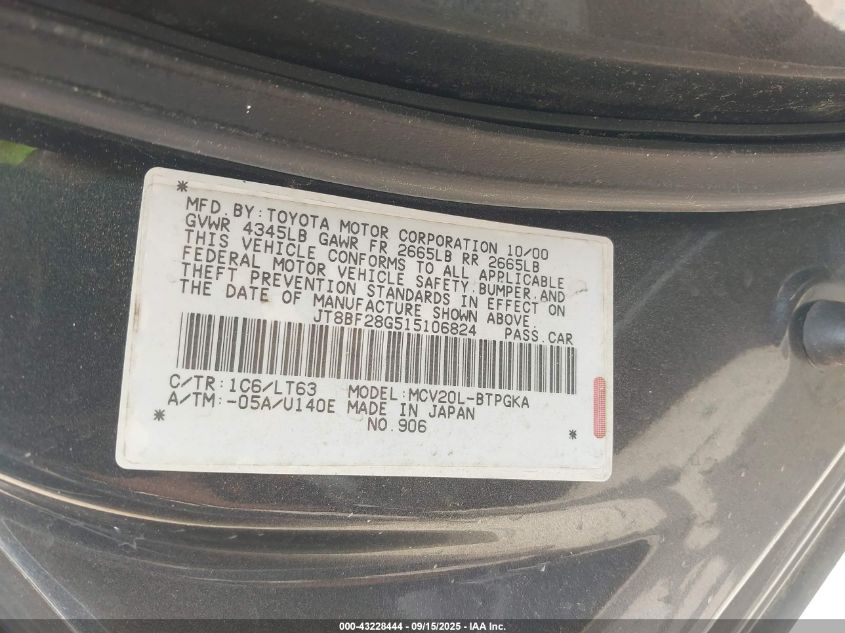 MFD. BY: TOYOTA MOTOR CORPORATION 10/00
GVWR 4345LB GAWR FR 2665LB RR 2665LB
THIS VEHICLE CONFORMS TO ALL APPLICABLE
FEDERAL MOTOR VEHICLE SAFETY, BUMPER, AND
THEFT PREVENTION STANDARDS IN EFFECT ON
THE DATE OF MANUFACTURE SHOWN ABOVE.
JT8BF28G515106824 PASS. CAR
C/TR: 1C6/LT63 MODEL: MCV20L-BTPGKA
A/TM: -05A/U140E MADE IN JAPAN
NO. 906
000-43228444 - 09/15/2025 - IAA Inc.